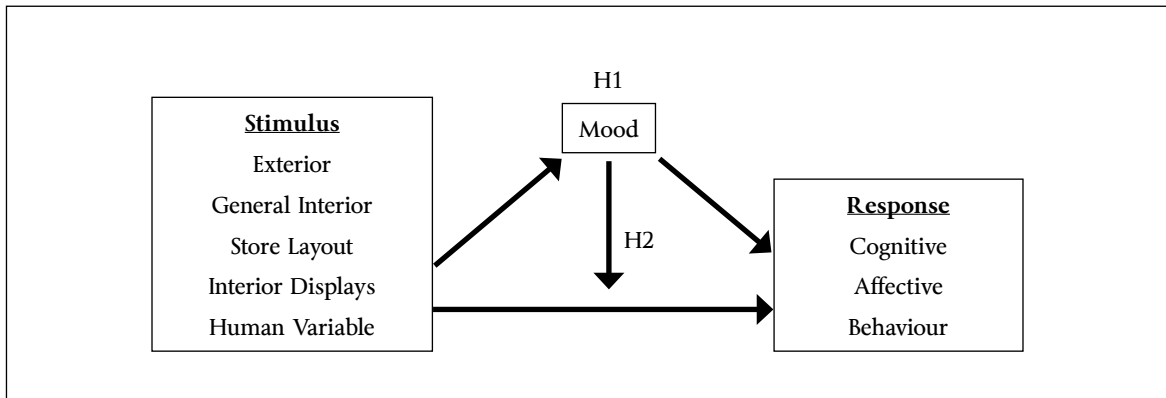 H1
Mood
Stimulus
Exterior
General Interior
Store Layout
Interior Displays
Human Variable
H2
Response
Cognitive
Affective
Behaviour